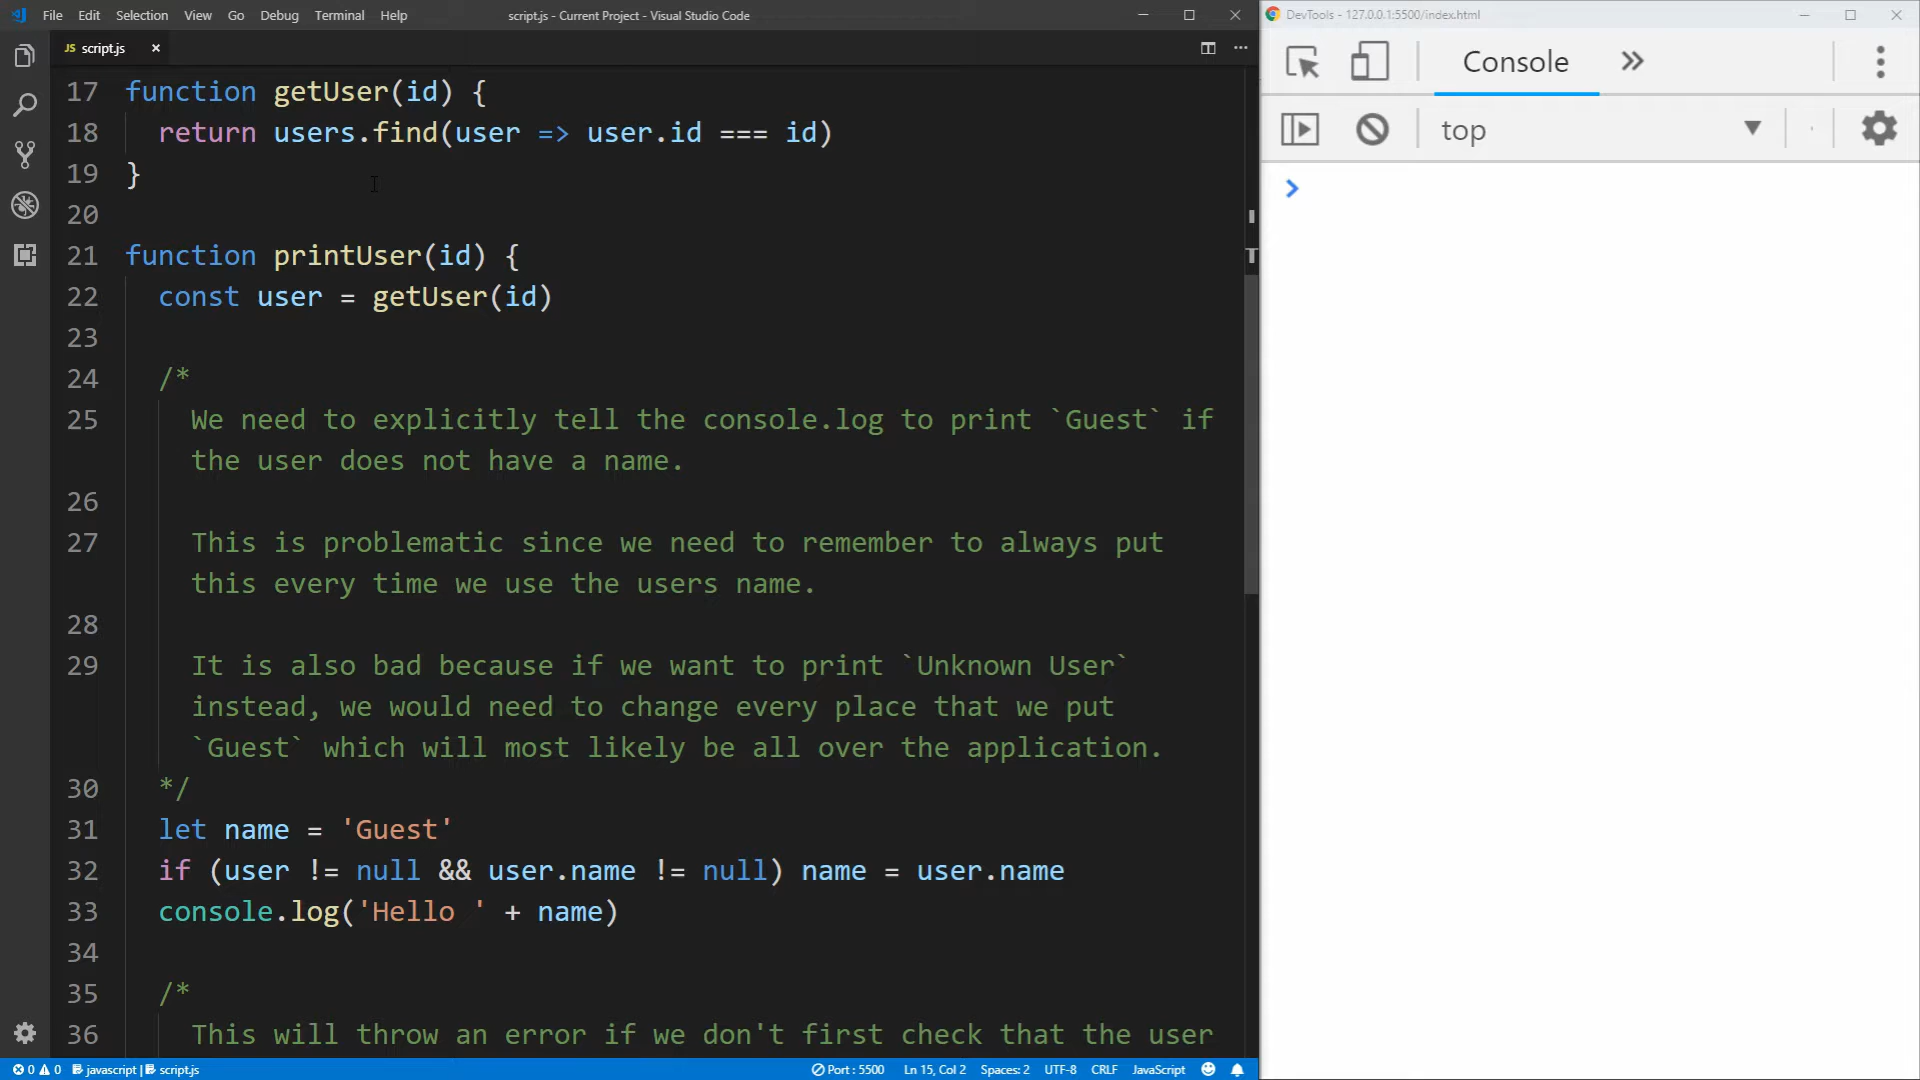 File Edit Selection View Go Debug Terminal Help script.js - Current Project - Visual Studio Code
JS script.js ×
17 function getUser(id) {
18 return users.find(user => user.id === id)
19 }
20
21 function printUser(id) {
22 const user = getUser(id)
23
24 /*
25 We need to explicitly tell the console.log to print `Guest` if
the user does not have a name.
26
27 This is problematic since we need to remember to always put
this every time we use the users name.
28
29 It is also bad because if we want to print `Unknown User`
instead, we would need to change every place that we put
`Guest` which will most likely be all over the application.
30 */
31 let name = 'Guest'
32 if (user != null && user.name != null) name = user.name
33 console.log('Hello ' + name)
34
35 /*
36 This will throw an error if we don't first check that the user
0 0 javascript | script.js Port : 5500 Ln 15, Col 2 Spaces: 2 UTF-8 CRLF JavaScript
DevTools - 127.0.0.1:5500/index.html
Console »
top